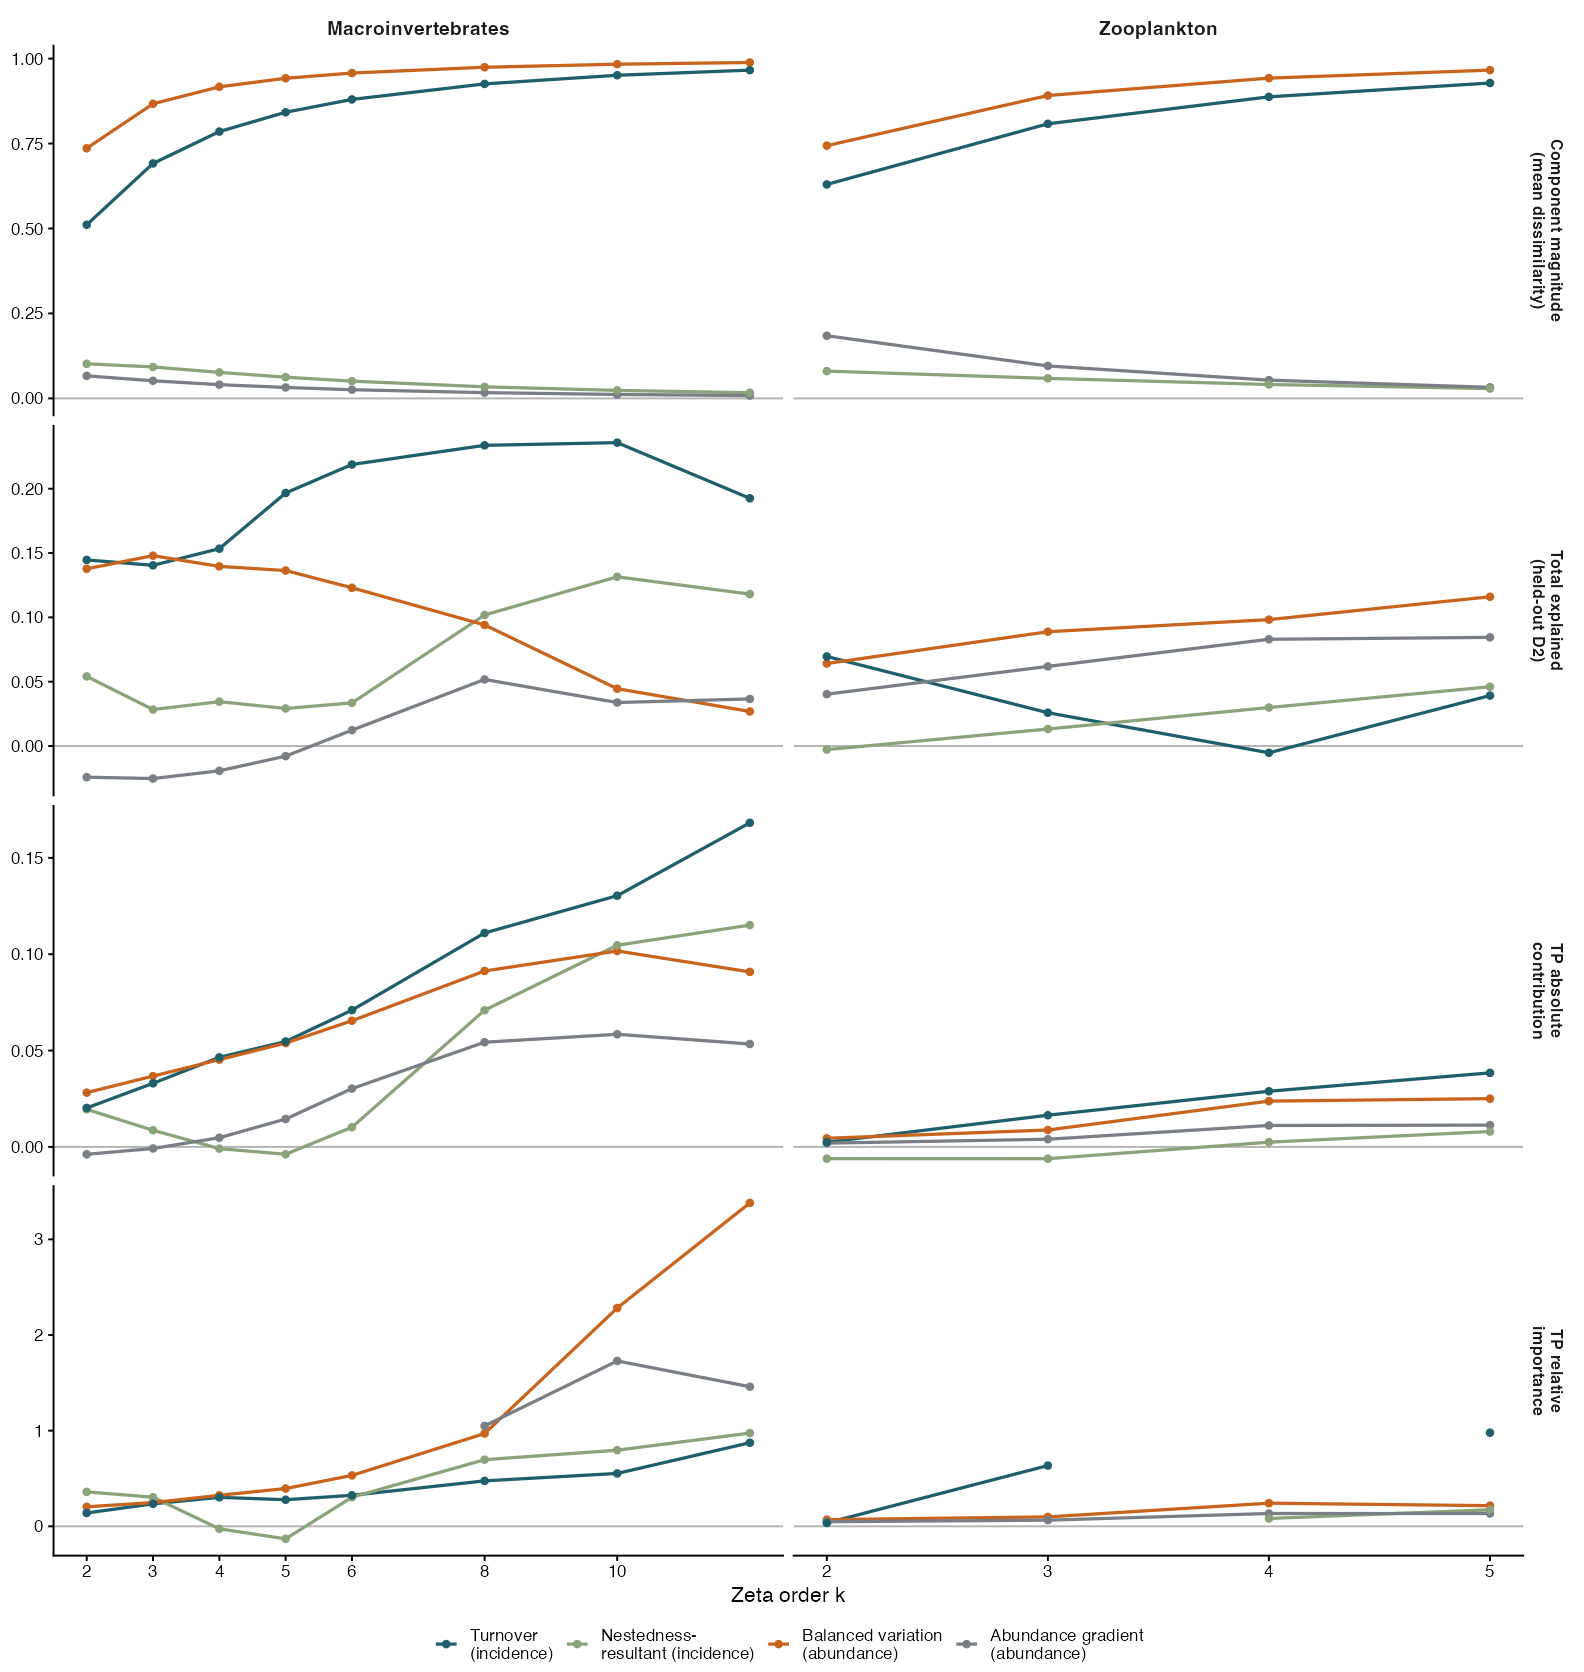 Macroinvertebrates
Zooplankton
1.00
0.75
0.50
0.25
0.00
Component magnitude
(mean dissimilarity)
0.20
0.15
0.10
0.05
0.00
Total explained
(held-out D2)
0.15
0.10
0.05
0.00
TP absolute
contribution
3
2
1
0
TP relative
importance
2
3
4
5
6
8
10
2
3
4
5
Zeta order k
Turnover
(incidence)
Nestedness-
resultant (incidence)
Balanced variation
(abundance)
Abundance gradient
(abundance)